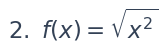 2. f(x) = √x²